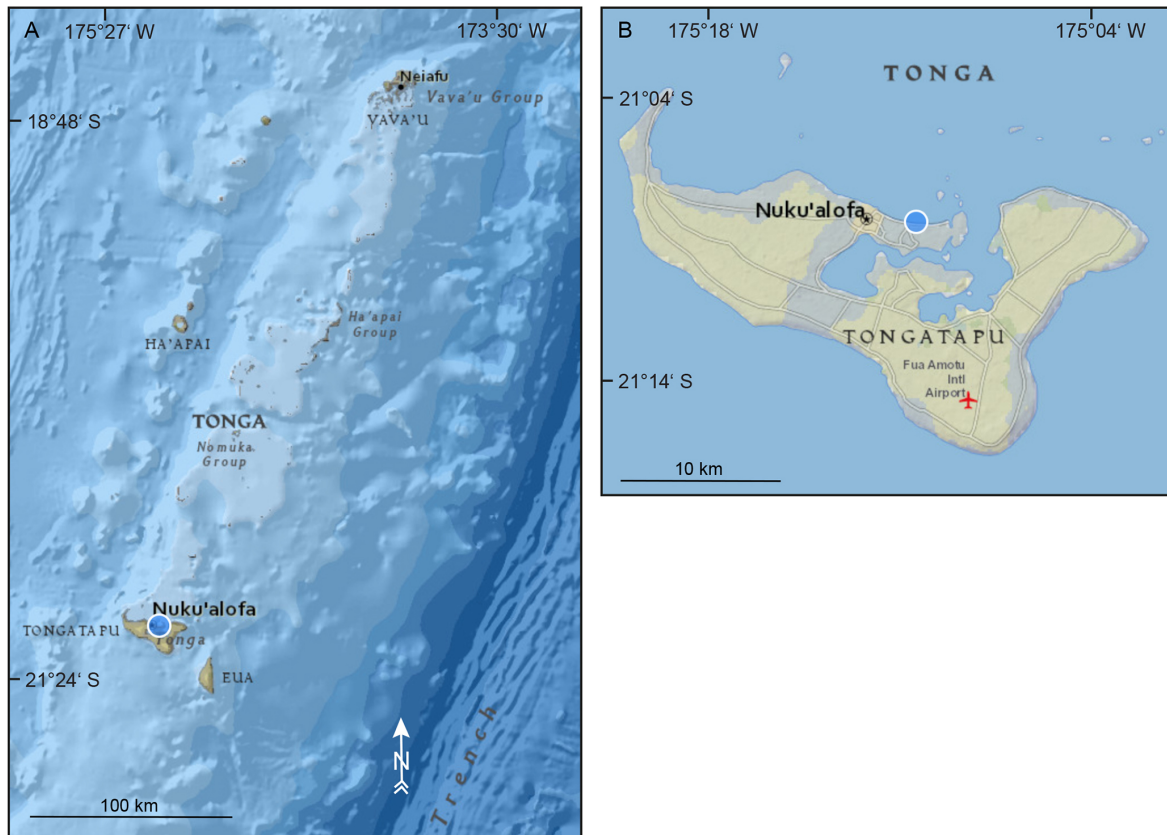 A
175°27‘ W
173°30‘ W
Neiafu
Vava'u Group
VAVA'U
18°48‘ S
Ha'apai
Group
HA'APAI
TONGA
Nomuka
Group
Nuku'alofa
TONGATAPU
Tonga
EUA
21°24‘ S
N
Trench
100 km
B
175°18‘ W
175°04‘ W
TONGA
21°04‘ S
Nuku'alofa
TONGATAPU
Fua Amotu
Intl
Airport
21°14‘ S
10 km